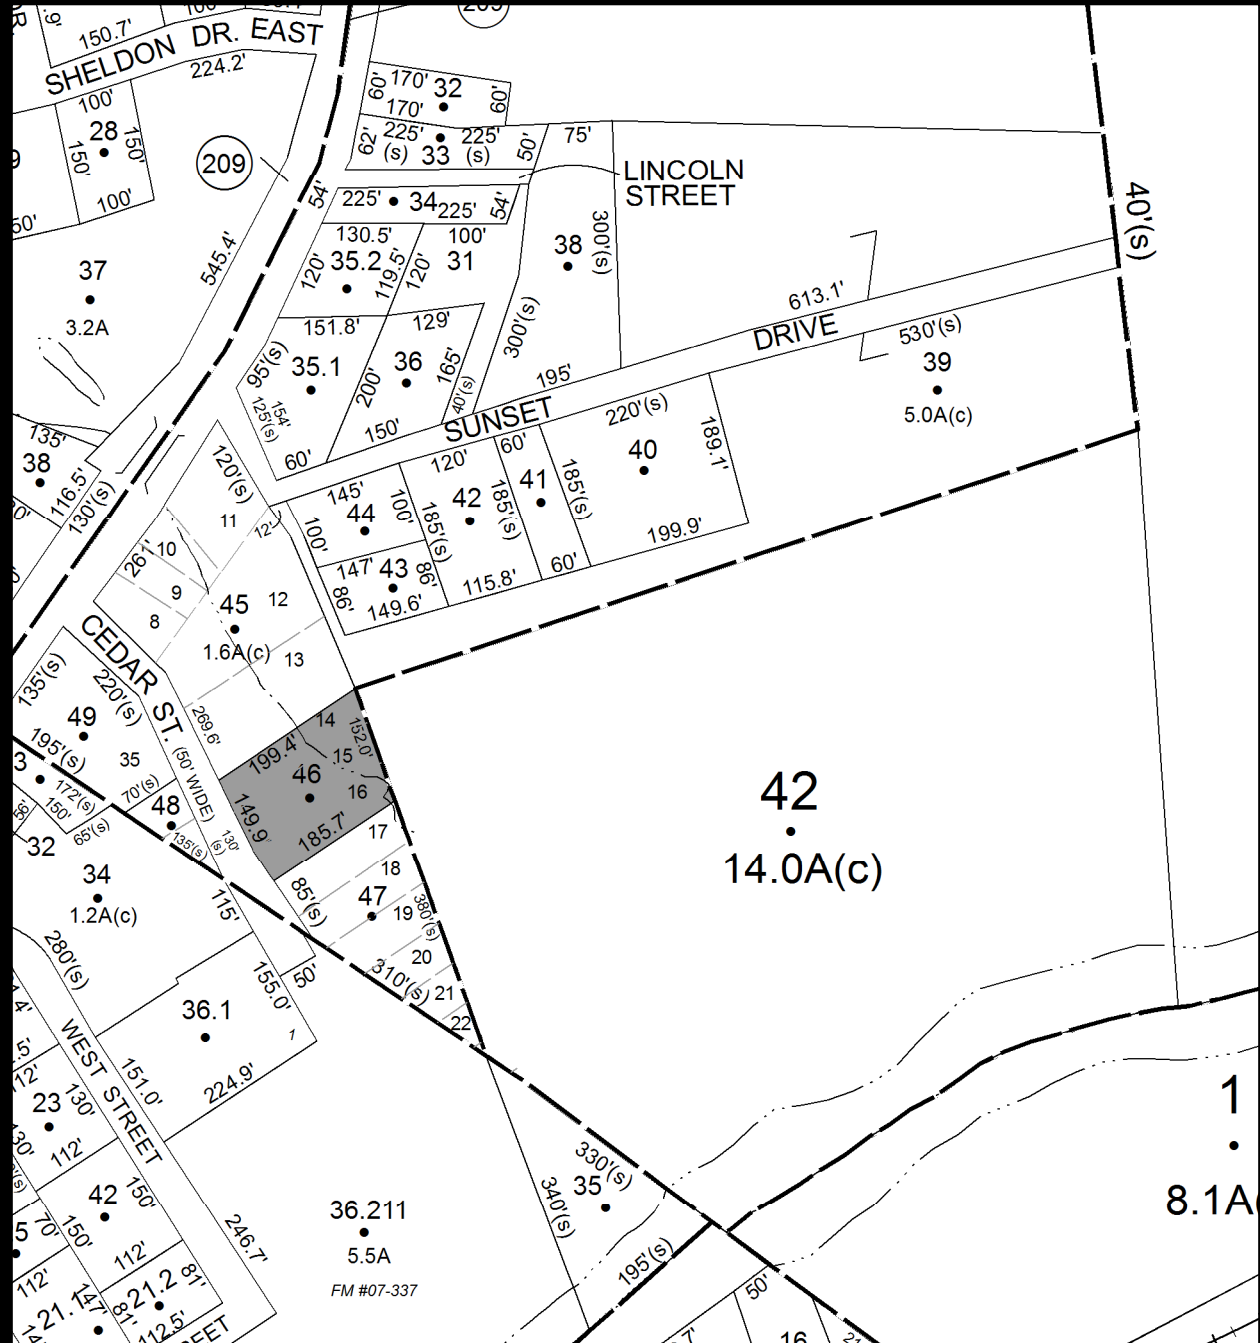 150.7'
SHELDON DR. EAST
224.2'
100'
28
150'
150'
100'
209
54'
545.4'
37
3.2A
60'
170'
32
60'
170'
62'
225'
(s)
33
225'
(s)
50'
75'
LINCOLN
STREET
225'
34
225'
54'
130.5'
35.2
120'
119.5'
120'
100'
31
38
300'(s)
300'(s)
40'(s)
613.1'
DRIVE
530'(s)
39
5.0A(c)
151.8'
95'(s)
35.1
154'
125'(s)
60'
129'
36
165'
200'
150'
40'(s)
195'
SUNSET
220'(s)
40
189.1'
199.9'
60'
41
185'(s)
185'(s)
60'
120'
42
185'(s)
115.8'
145'
44
100'
100'
147'
43
86'
86'
149.6'
135'
38
116.5'
130'(s)
120'(s)
11
12'
10
261'
9
8
45
12
1.6A(c)
13
CEDAR ST.
(50' WIDE)
269.6'
135'(s)
220'(s)
49
195'(s)
35
70'(s)
3
172'(s)
150'
65'(s)
56'
48
135'(s)
130'
(s)
14
152.0'
199.4'
15
46
16
149.9'
185.7'
17
18
85'(s)
47
19
380'(s)
20
310'(s)
21
22
42
14.0A(c)
32
34
1.2A(c)
115'
280'(s)
50'
155.0'
36.1
1
151.0'
224.9'
WEST STREET
23
130'
112'
42
150'
150'
112'
70'
246.7'
112'
21.1
147'
21.2
81'
81'
112.5'
36.211
5.5A
FM #07-337
330'(s)
35
340'(s)
195'(s)
50'
16
1